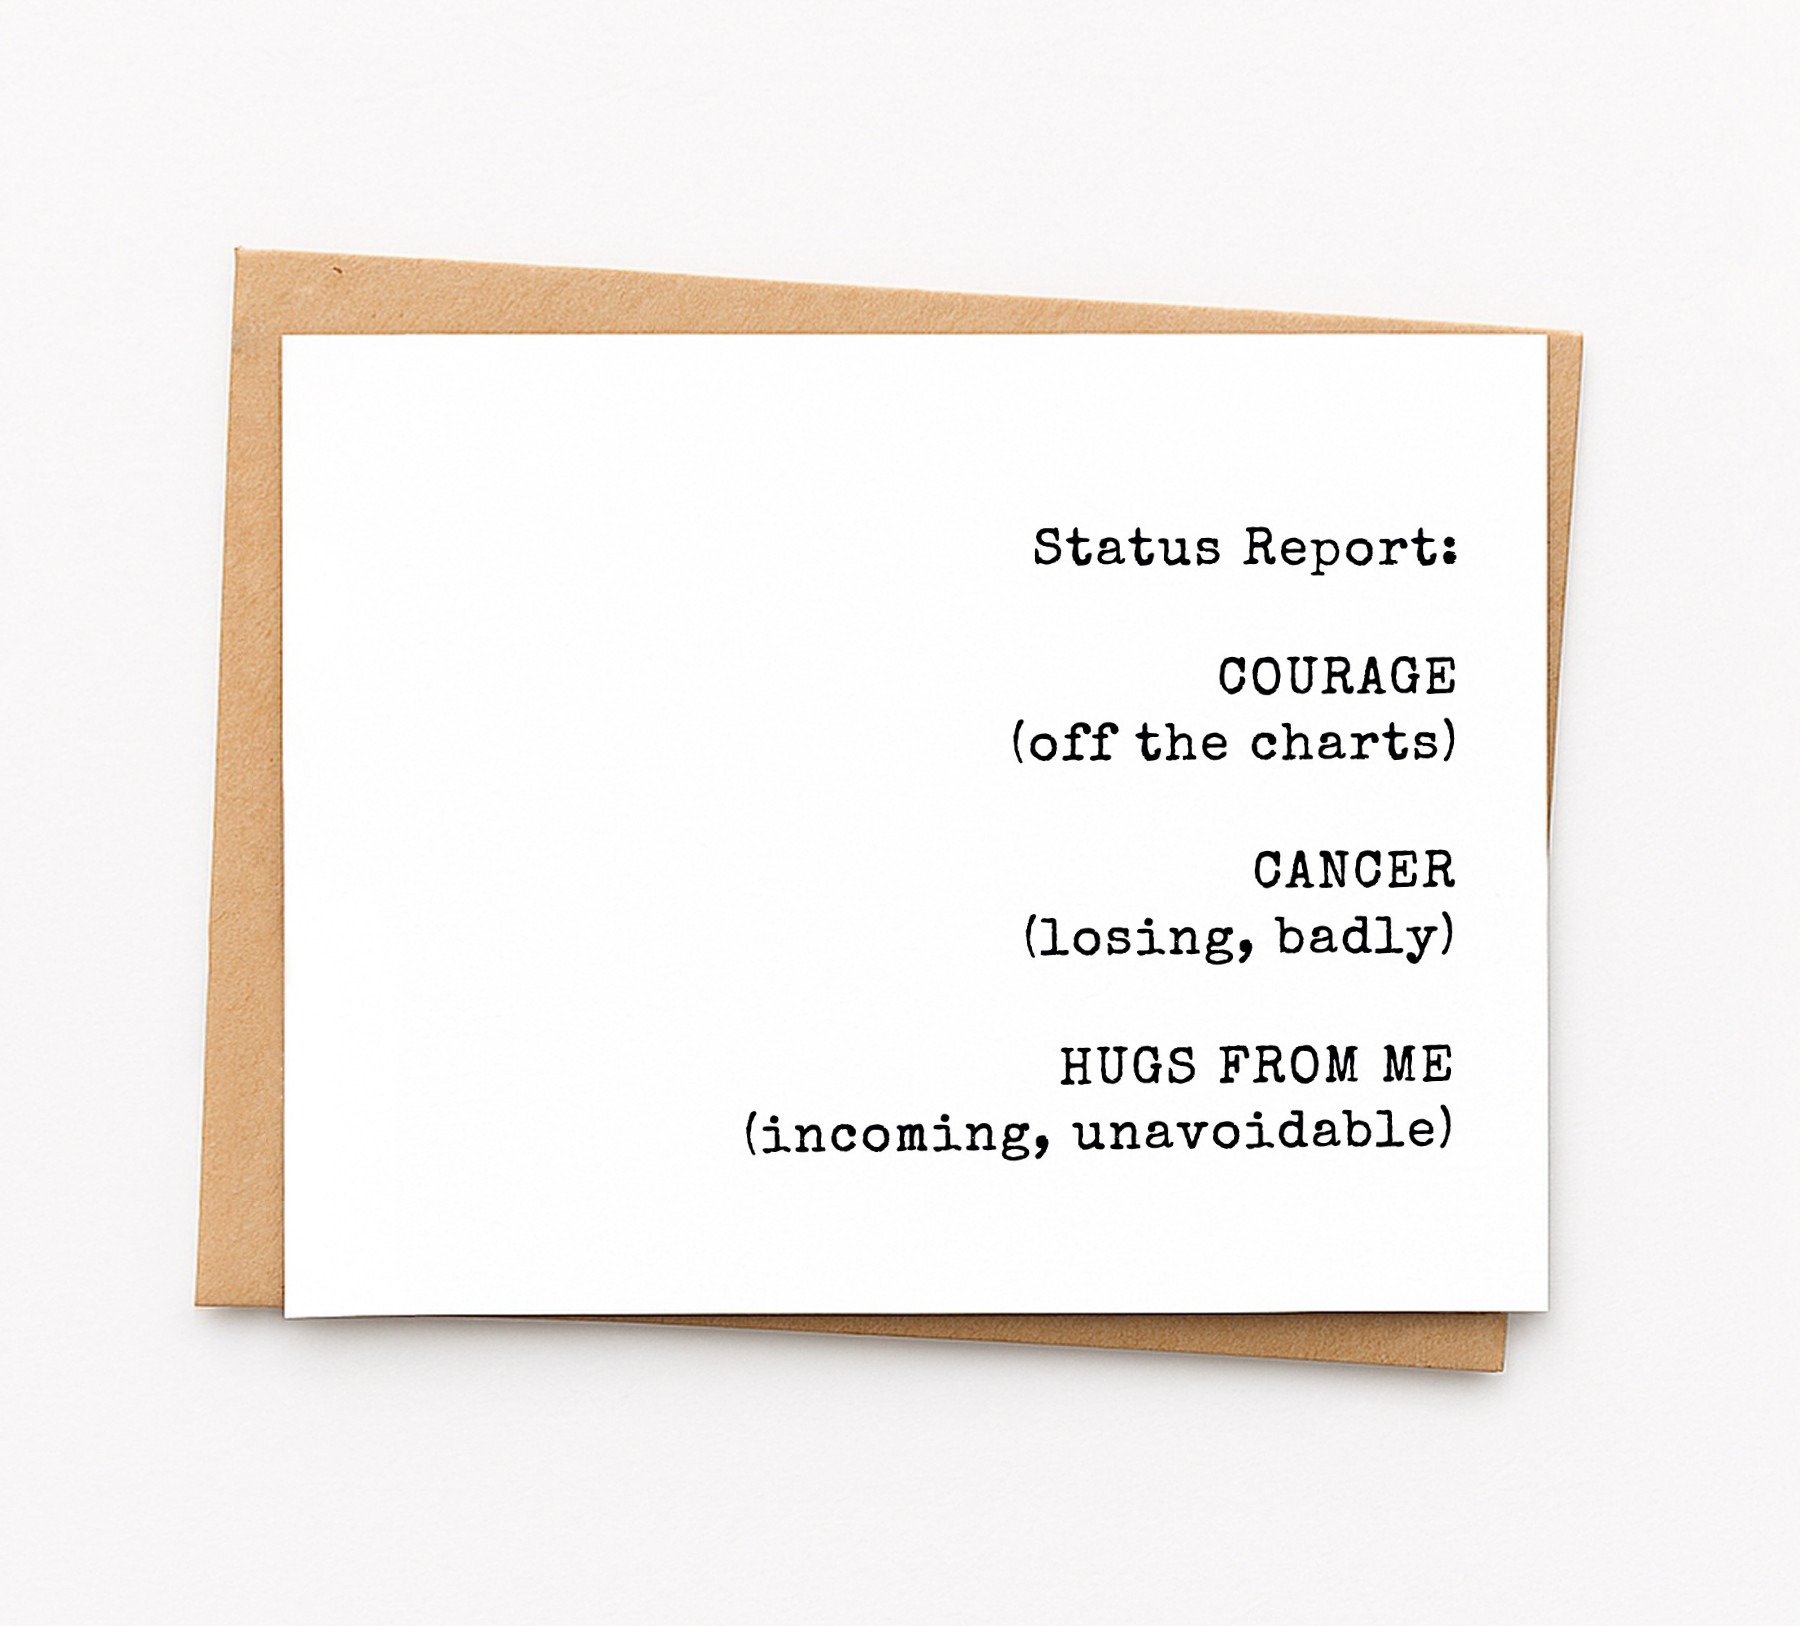 Status Report:
COURAGE
(off the charts)
CANCER
(losing, badly)
HUGS FROM ME
(incoming, unavoidable)